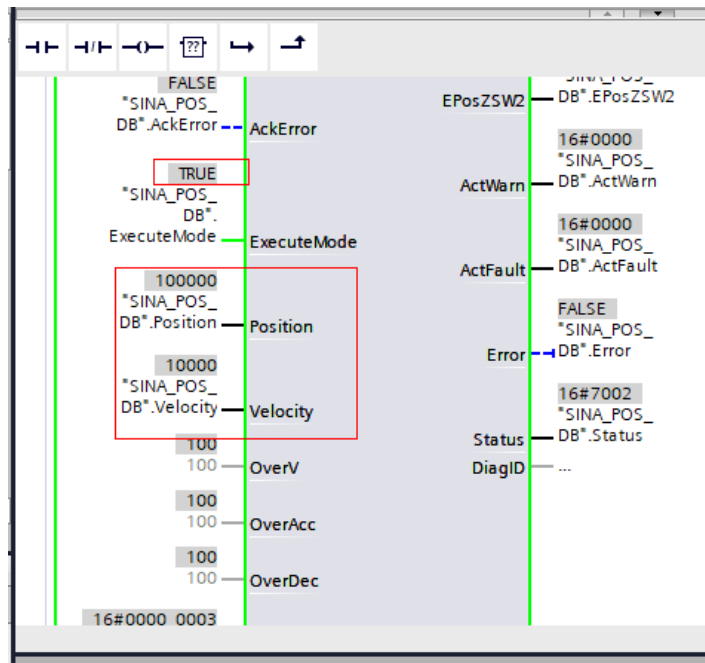 ??
FALSE
"SINA_POS_
DB".AckError
AckError
TRUE
"SINA_POS_
DB".
ExecuteMode
ExecuteMode
100000
"SINA_POS_
DB".Position
Position
10000
"SINA_POS_
DB".Velocity
Velocity
100
100
OverV
100
100
OverAcc
100
100
OverDec
16#0000_0003
"SINA_POS_
EPosZSW2
DB".EPosZSW2
16#0000
"SINA_POS_
ActWarn
DB".ActWarn
16#0000
"SINA_POS_
ActFault
DB".ActFault
FALSE
"SINA_POS_
Error
DB".Error
16#7002
"SINA_POS_
Status
DB".Status
DiagID
...